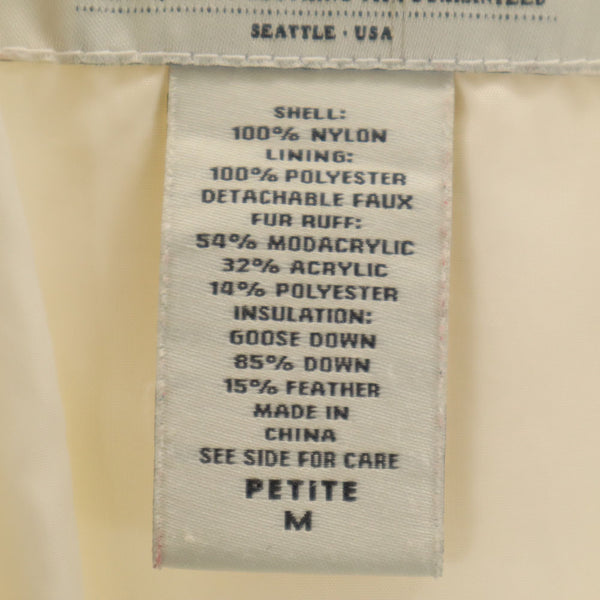 GUARANTEED
SEATTLE · USA
SHELL:
100% NYLON
LINING:
100% POLYESTER
DETACHABLE FAUX
FUR RUFF:
54% MODACRYLIC
32% ACRYLIC
14% POLYESTER
INSULATION:
GOOSE DOWN
85% DOWN
15% FEATHER
MADE IN
CHINA
SEE SIDE FOR CARE
PETITE
M